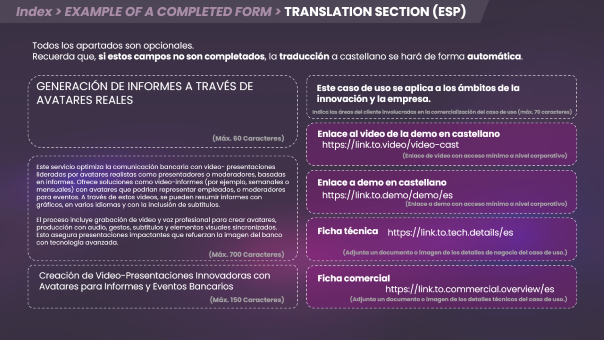 Index > EXAMPLE OF A COMPLETED FORM > TRANSLATION SECTION (ESP)
Todos los apartados son opcionales.
Recuerda que, si estos campos no son completados, la traducción a castellano se hará de forma automática.
GENERACIÓN DE INFORMES A TRAVÉS DE
AVATARES REALES
(Máx. 60 Caracteres)
Este servicio optimiza la comunicación bancaria con video- presentaciones
lideradas por avatares realistas como presentadores o moderadores, basadas
en informes. Ofrece soluciones como video-informes (por ejemplo, semanales o
mensuales) con avatares que podrían representar empleados, o moderadores
para eventos. A través de estos videos, se pueden resumir informes con
gráficos, en varios idiomas y con la inclusión de subtítulos.
El proceso incluye grabación de video y voz profesional para crear avatares,
producción con audio, gestos, subtítulos y elementos visuales sincronizados.
Esto asegura presentaciones impactantes que refuerzan la imagen del banco
con tecnología avanzada.
(Máx. 700 Caracteres)
Creación de Video-Presentaciones Innovadoras con
Avatares para Informes y Eventos Bancarios
(Máx. 150 Caracteres)
Este caso de uso se aplica a los ámbitos de la
innovación y la empresa.
Indica las áreas del cliente involucradas en la comercialización del caso de uso (máx. 70 caracteres)
Enlace al video de la demo en castellano
https://link.to.video/video-cast
(Enlace de video con acceso mínimo a nivel corporativo)
Enlace a demo en castellano
https://link.to.demo/demo/es
(Enlace a demo con acceso mínimo a nivel corporativo)
Ficha técnica https://link.to.tech.details/es
(Adjunta un documento o imagen de los detalles de negocio del caso de uso.)
Ficha comercial
https://link.to.commercial.overview/es
(Adjunta un documento o imagen de los detalles técnicos del caso de uso.)